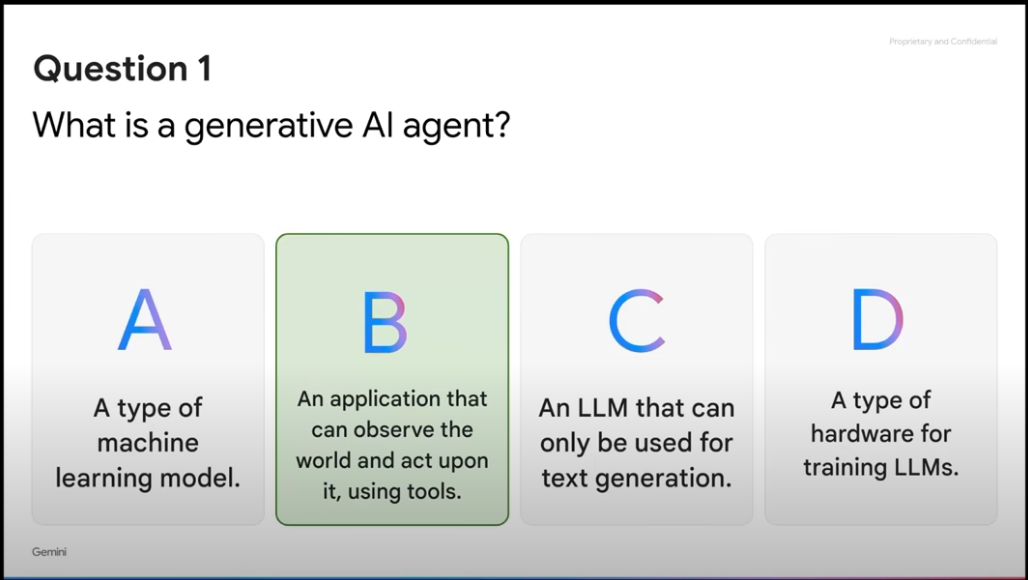 Proprietary and Confidential
Question 1
What is a generative AI agent?
A
A type of
machine
learning model.
B
An application that
can observe the
world and act upon
it, using tools.
C
An LLM that can
only be used for
text generation.
D
A type of
hardware for
training LLMs.
Gemini